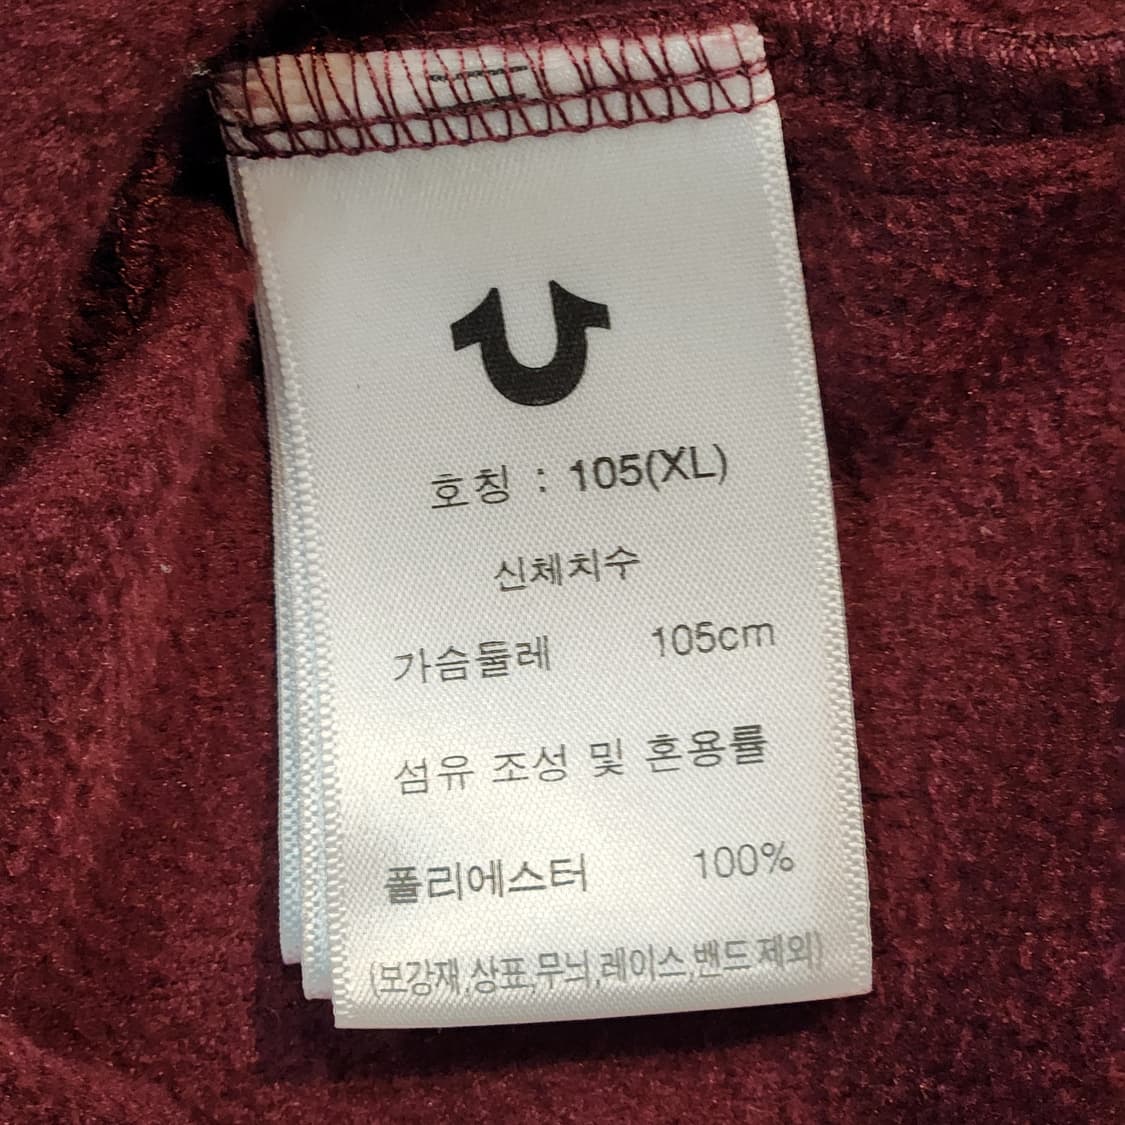 호칭 : 105(XL)
신체치수
가슴둘레 105cm
섬유 조성 및 혼용률
폴리에스터 100%
(보강재,상표,무늬,레이스,밴드제외)